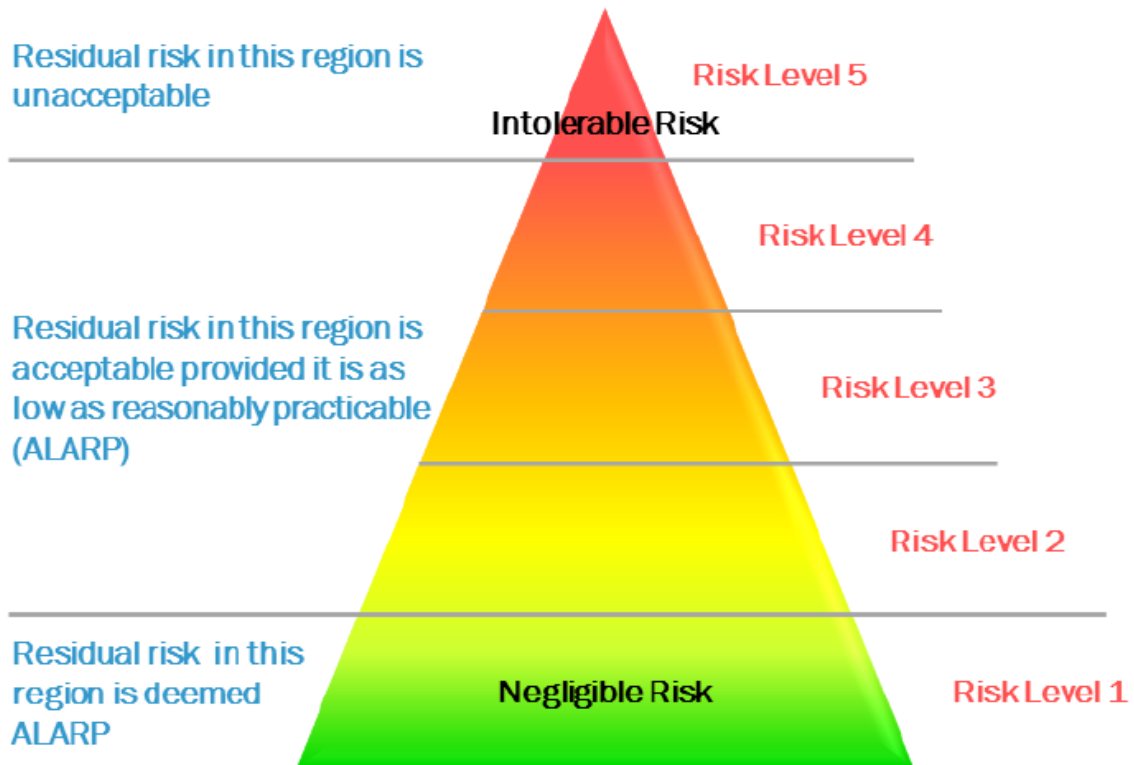 Residual risk in this region is
unacceptable
Risk Level 5
Intolerable Risk
Risk Level 4
Residual risk in this region is
acceptable provided it is as
low as reasonably practicable
(ALARP)
Risk Level 3
Risk Level 2
Residual risk in this
region is deemed
ALARP
Negligible Risk
Risk Level 1